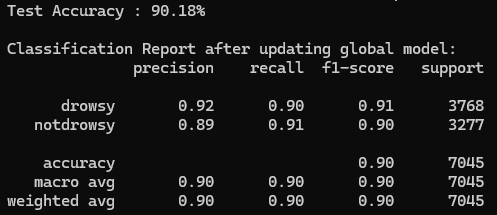 Test Accuracy : 90.18%
Classification Report after updating global model:
precision recall f1-score support
drowsy 0.92 0.90 0.91 3768
notdrowsy 0.89 0.91 0.90 3277
accuracy 0.90 7045
macro avg 0.90 0.90 0.90 7045
weighted avg 0.90 0.90 0.90 7045